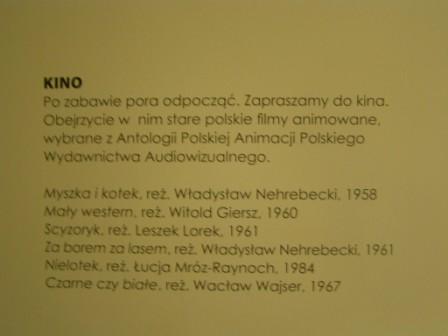 KINO
Po zabawie pora odpocząć. Zapraszamy do kina.
Obejrzycie w nim stare polskie filmy animowane,
wybrane z Antologii Polskiej Animacji Polskiego
Wydawnictwa Audiowizualnego.
Myszka i kotek, reż. Władysław Nehrebecki, 1958
Mały western, reż. Witold Giersz, 1960
Scyzoryk, reż. Leszek Lorek, 1961
Za borem za lasem, reż. Władysław Nehrebecki, 1961
Nielotek, reż. Łucja Mróz-Raynoch, 1984
Czarne czy białe, reż. Wacław Wajser, 1967